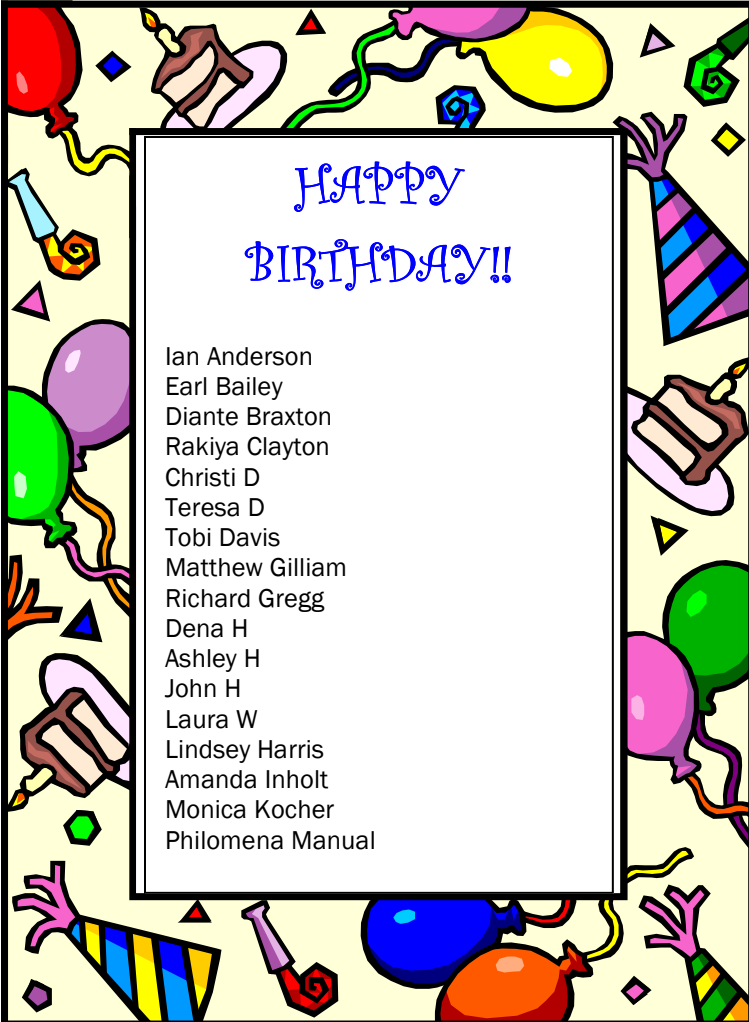 HAPPY
BIRTHDAY!!
Ian Anderson
Earl Bailey
Diante Braxton
Rakiya Clayton
Christi D
Teresa D
Tobi Davis
Matthew Gilliam
Richard Gregg
Dena H
Ashley H
John H
Laura W
Lindsey Harris
Amanda Inholt
Monica Kocher
Philomena Manual